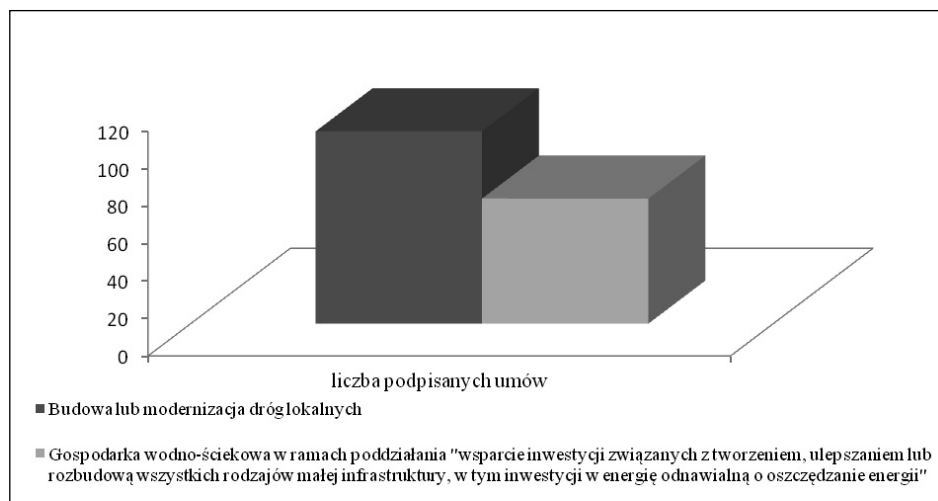 120
100
80
60
40
20
0
liczba podpisanych umów
Budowa lub modernizacja dróg lokalnych
Gospodarka wodno-ściekowa w ramach poddziałania "wsparcie inwestycji związanych z tworzeniem, ulepszaniem lub
rozbudową wszystkich rodzajów małej infrastruktury, w tym inwestycji w energię odnawialną o oszczędzanie energii"